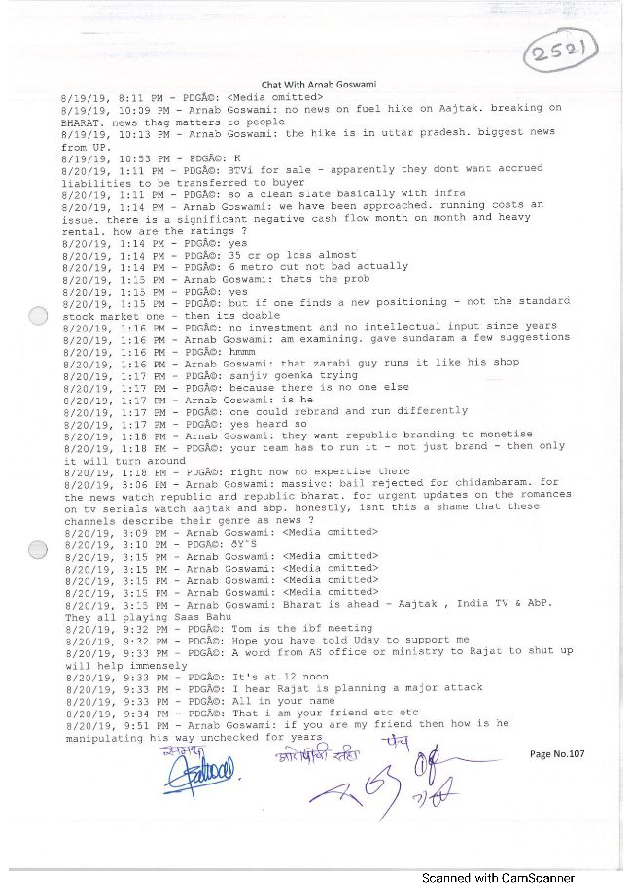 2521
Chat With Arnab Goswami
8/19/19, 8:11 PM - PDGÃ©: <Media omitted>
8/19/19, 10:09 PM - Arnab Goswami: no news on fuel hike on Aajtak. breaking on
BHARAT. news thag matters to people
8/19/19, 10:13 PM - Arnab Goswami: the hike is in uttar pradesh. biggest news
from UP.
8/19/19, 10:53 PM - PDGÃ©: K
8/20/19, 1:11 PM - PDGÃ©: BTVi for sale - apparently they dont want accrued
liabilities to be transferred to buyer
8/20/19, 1:11 PM - PDGÃ©: so a clean slate basically with infra
8/20/19, 1:14 PM - Arnab Goswami: we have been approached. running costs an
issue. there is a significant negative cash flow month on month and heavy
rental. how are the ratings ?
8/20/19, 1:14 PM - PDGÃ©: yes
8/20/19, 1:14 PM - PDGÃ©: 35 cr op loss almost
8/20/19, 1:14 PM - PDGÃ©: 6 metro cut not bad actually
8/20/19, 1:15 PM - Arnab Goswami: thats the prob
8/20/19, 1:15 PM - PDGÃ©: yes
8/20/19, 1:15 PM - PDGÃ©: but if one finds a new positioning - not the standard
stock market one - then its doable
8/20/19, 1:16 PM - PDGÃ©: no investment and no intellectual input since years
8/20/19, 1:16 PM - Arnab Goswami: am examining. gave sundaram a few suggestions
8/20/19, 1:16 PM - PDGÃ©: hmmm
8/20/19, 1:16 PM - Arnab Goswami: that zarabi guy runs it like his shop
8/20/19, 1:17 PM - PDGÃ©: sanjiv goenka trying
8/20/19, 1:17 PM - PDGÃ©: because there is no one else
8/20/19, 1:17 PM - Arnab Goswami: is he
8/20/19, 1:17 PM - PDGÃ©: one could rebrand and run differently
8/20/19, 1:17 PM - PDGÃ©: yes heard so
8/20/19, 1:18 PM - Arnab Goswami: they want republic branding to monetise
8/20/19, 1:18 PM - PDGÃ©: your team has to run it - not just brand - then only
it will turn around
8/20/19, 1:18 PM - PDGÃ©: right now no expertise there
8/20/19, 3:06 PM - Arnab Goswami: massive: bail rejected for chidambaram. for
the news watch republic and republic bharat. for urgent updates on the romances
on tv serials watch aajtak and abp. honestly, isnt this a shame that these
channels describe their genre as news ?
8/20/19, 3:09 PM - Arnab Goswami: <Media omitted>
8/20/19, 3:10 PM - PDGÃ©: ðŸ˜Š
8/20/19, 3:15 PM - Arnab Goswami: <Media omitted>
8/20/19, 3:15 PM - Arnab Goswami: <Media omitted>
8/20/19, 3:15 PM - Arnab Goswami: <Media omitted>
8/20/19, 3:15 PM - Arnab Goswami: <Media omitted>
8/20/19, 3:15 PM - Arnab Goswami: Bharat is ahead - Aajtak , India TV & AbP.
They all playing Saas Bahu
8/20/19, 9:32 PM - PDGÃ©: Tom is the ibf meeting
8/20/19, 9:32 PM - PDGÃ©: Hope you have told Uday to support me
8/20/19, 9:33 PM - PDGÃ©: A word from AS office or ministry to Rajat to shut up
will help immensely
8/20/19, 9:33 PM - PDGÃ©: It's at 12 noon
8/20/19, 9:33 PM - PDGÃ©: I hear Rajat is planning a major attack
8/20/19, 9:33 PM - PDGÃ©: All in your name
8/20/19, 9:34 PM - PDGÃ©: That i am your friend etc etc
8/20/19, 9:51 PM - Arnab Goswami: if you are my friend then how is he
manipulating his way unchecked for years
समक्ष आरोपीची सही पंच
Page No.107
Scanned with CamScanner